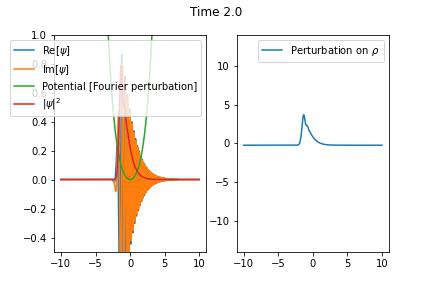 Time 2.0
1.0
0.8
0.6
0.4
0.2
0.0
−0.2
−0.4
−10 −5 0 5 10
Re[ψ]
Im[ψ]
Potential [Fourier perturbation]
|ψ|²
10
5
0
−5
−10
−10 −5 0 5 10
Perturbation on ρ